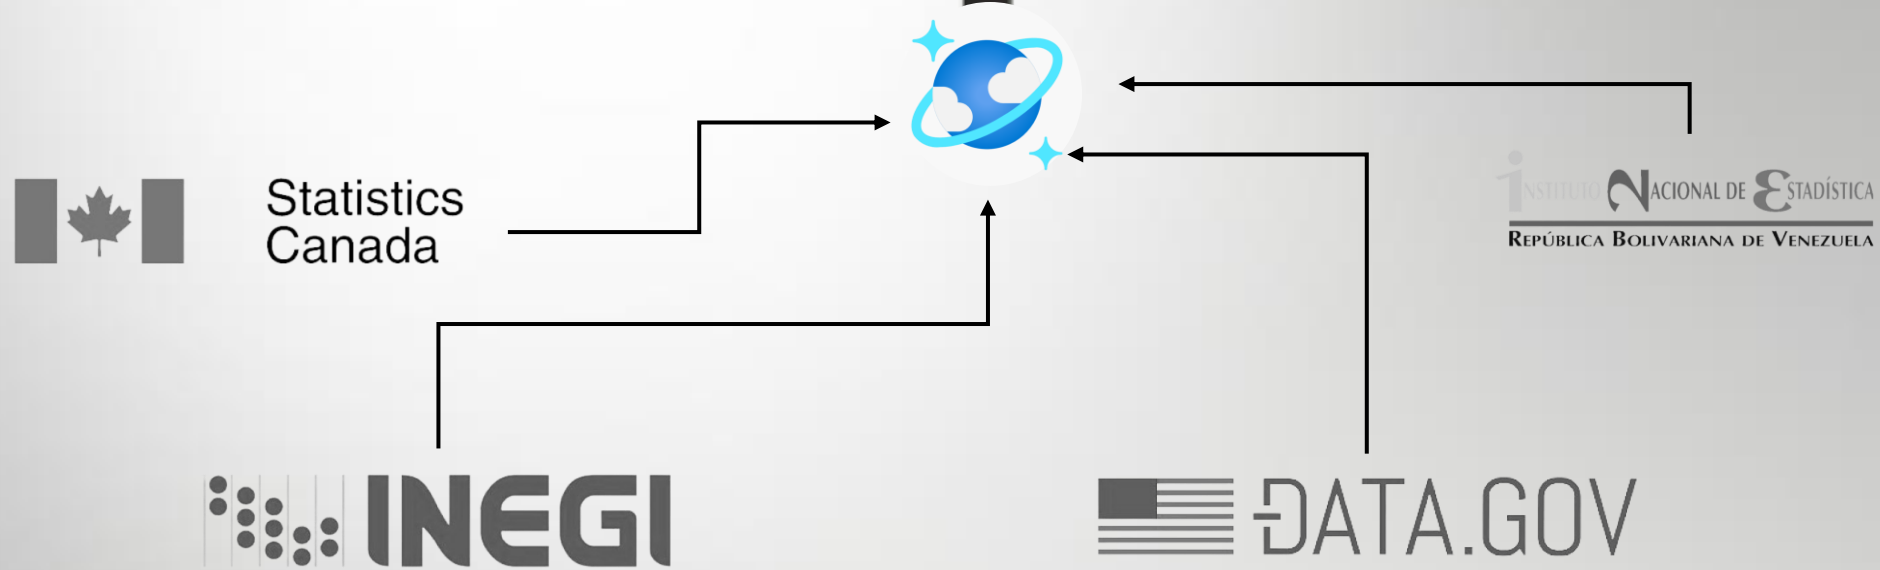 Statistics
Canada
INSTITUTO NACIONAL DE ESTADÍSTICA
REPÚBLICA BOLIVARIANA DE VENEZUELA
INEGI
DATA.GOV